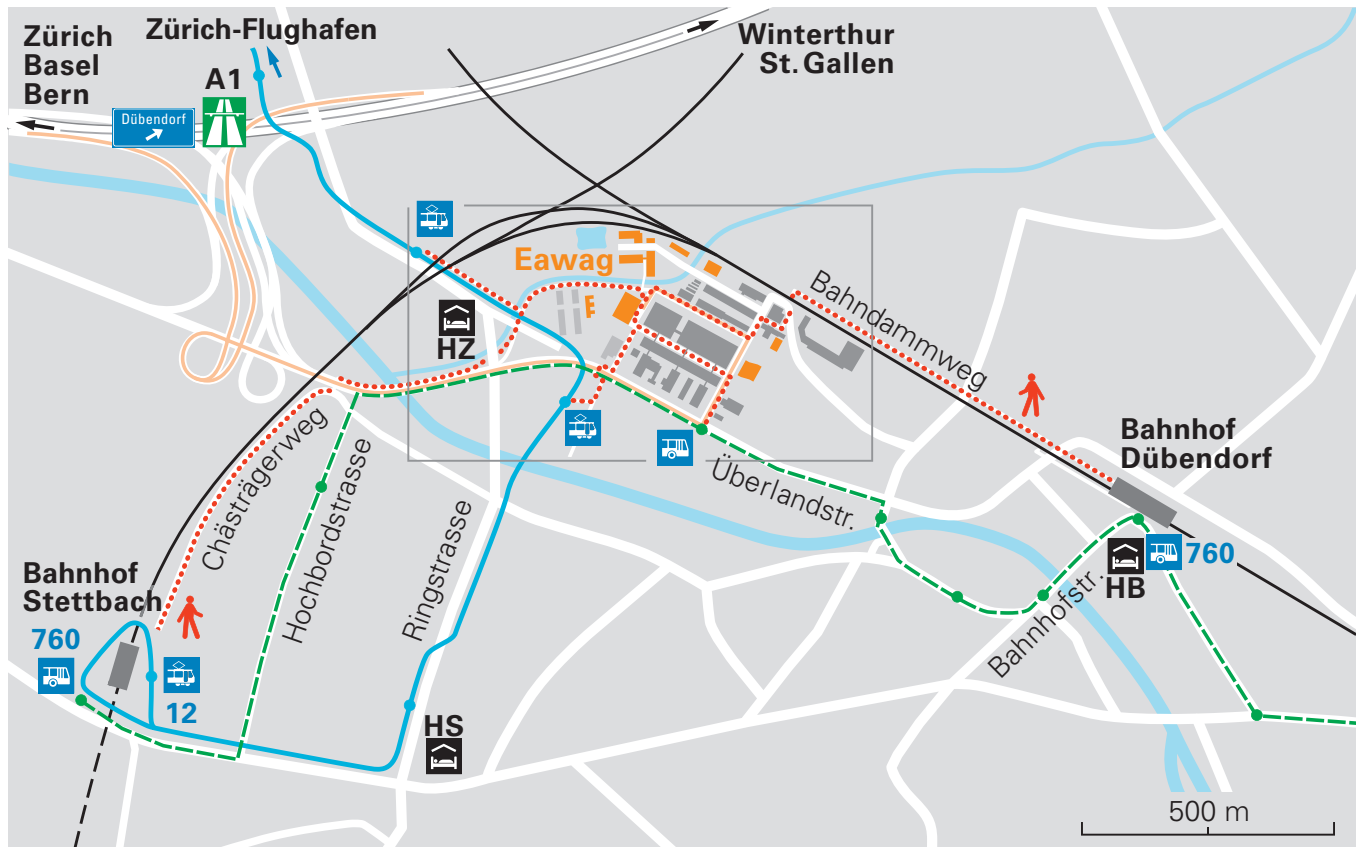 Zürich
Basel
Bern
Zürich-Flughafen
A1
Dübendorf
Winterthur
St. Gallen
Eawag
HZ
Bahndammweg
Bahnhof
Dübendorf
Chästrägerweg
Hochbordstrasse
Ringstrasse
Überlandstr.
Bahnhofstr.
HB
760
Bahnhof
Stettbach
760
12
HS
500 m